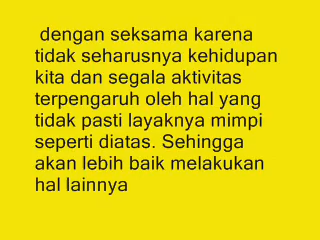 dengan seksama karena
tidak seharusnya kehidupan
kita dan segala aktivitas
terpengaruh oleh hal yang
tidak pasti layaknya mimpi
seperti diatas. Sehingga
akan lebih baik melakukan
hal lainnya